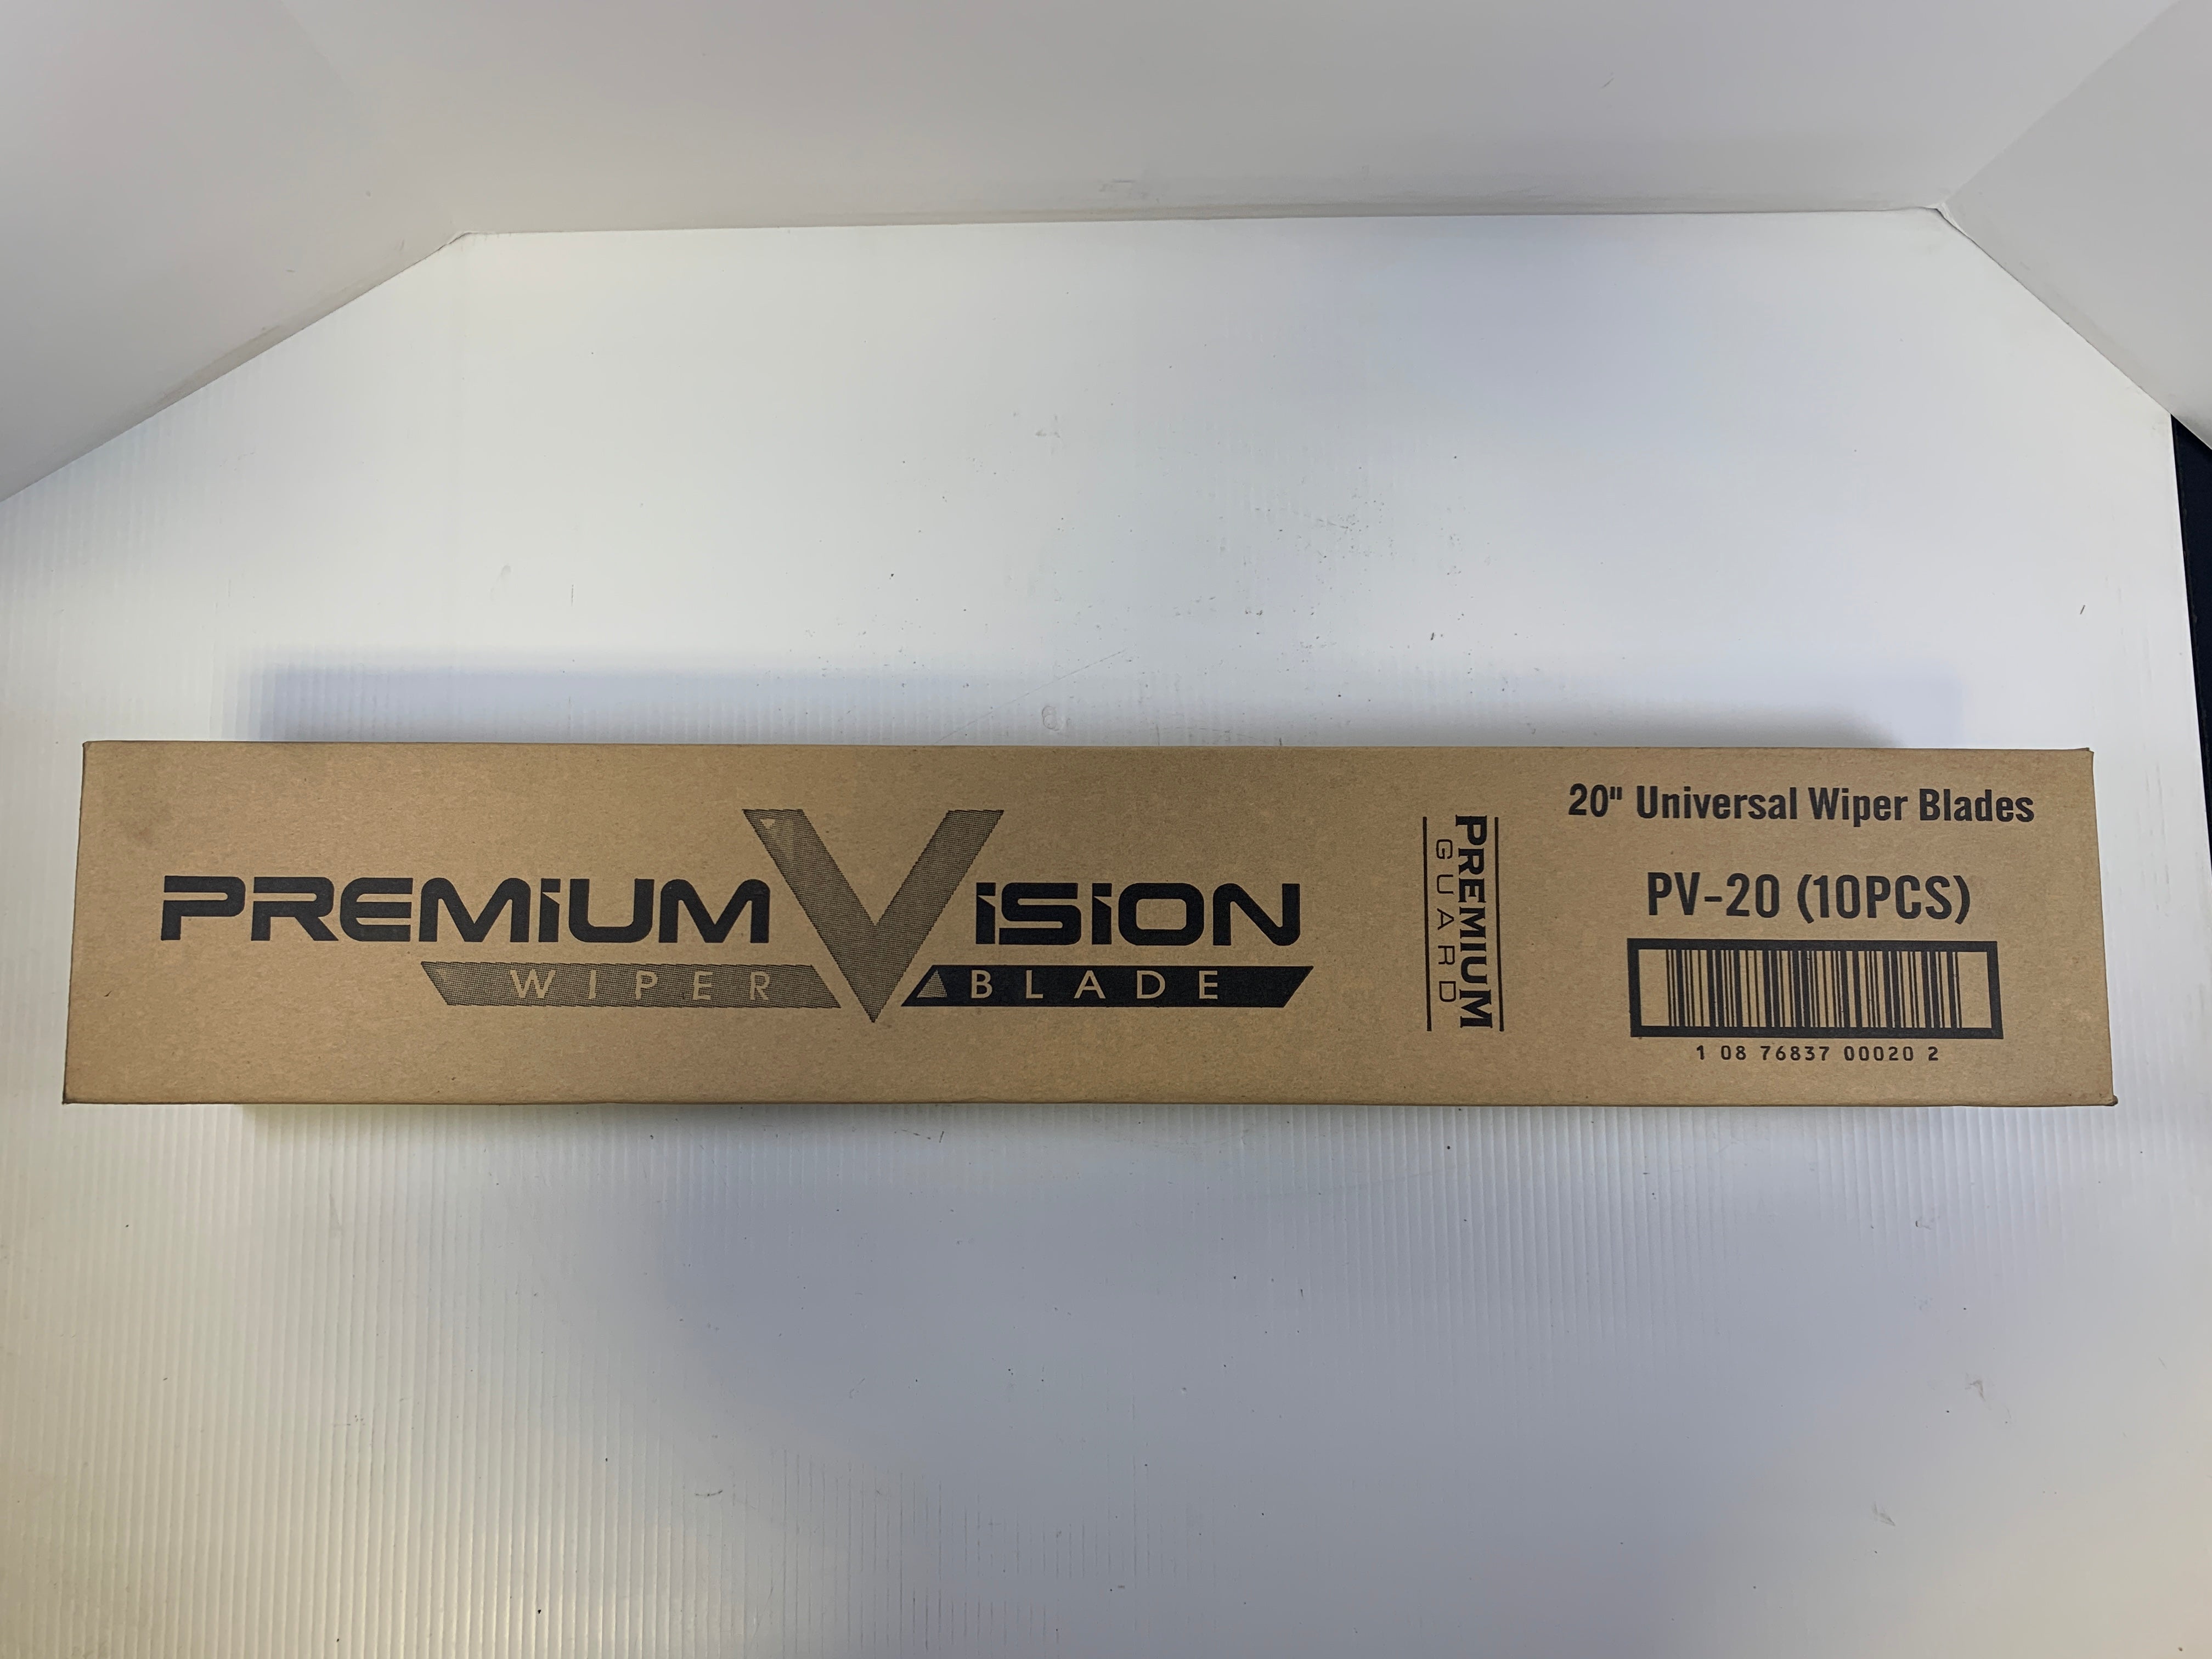 PREMIUM VISION
WIPER BLADE
PREMIUM
GUARD
20" Universal Wiper Blades
PV-20 (10PCS)
1 08 76837 00020 2